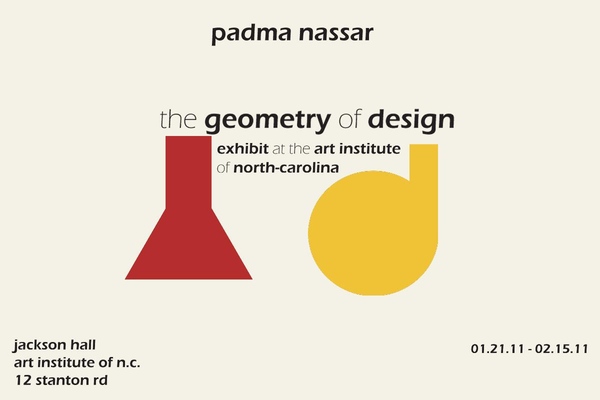 padma nassar
the geometry of design
exhibit at the art institute
of north-carolina
jackson hall
art institute of n.c.
12 stanton rd
01.21.11 - 02.15.11